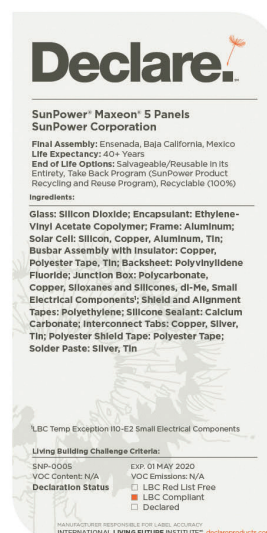 Declare.
SunPower® Maxeon® 5 Panels
SunPower Corporation
Final Assembly: Ensenada, Baja California, Mexico
Life Expectancy: 40+ Years
End of Life Options: Salvageable/Reusable in its
Entirety, Take Back Program (SunPower Product
Recycling and Reuse Program), Recyclable (100%)
Ingredients:
Glass: Silicon Dioxide; Encapsulant: Ethylene-
Vinyl Acetate Copolymer; Frame: Aluminum;
Solar Cell: Silicon, Copper, Aluminum, Tin;
Busbar Assembly with Insulator: Copper,
Polyester Tape, Tin; Backsheet: Polyvinylidene
Fluoride; Junction Box: Polycarbonate,
Copper, Siloxanes and Silicones, di-Me, Small
Electrical Components¹; Shield and Alignment
Tapes: Polyethylene; Silicone Sealant: Calcium
Carbonate; Interconnect Tabs: Copper, Silver,
Tin; Polyester Shield Tape: Polyester Tape;
Solder Paste: Silver, Tin
¹LBC Temp Exception I10-E2 Small Electrical Components
Living Building Challenge Criteria:
SNP-0005 EXP. 01 MAY 2020
VOC Content: N/A VOC Emissions: N/A
Declaration Status LBC Red List Free
LBC Compliant
Declared
MANUFACTURER RESPONSIBLE FOR LABEL ACCURACY
INTERNATIONAL LIVING FUTURE INSTITUTE™ declareproducts.co